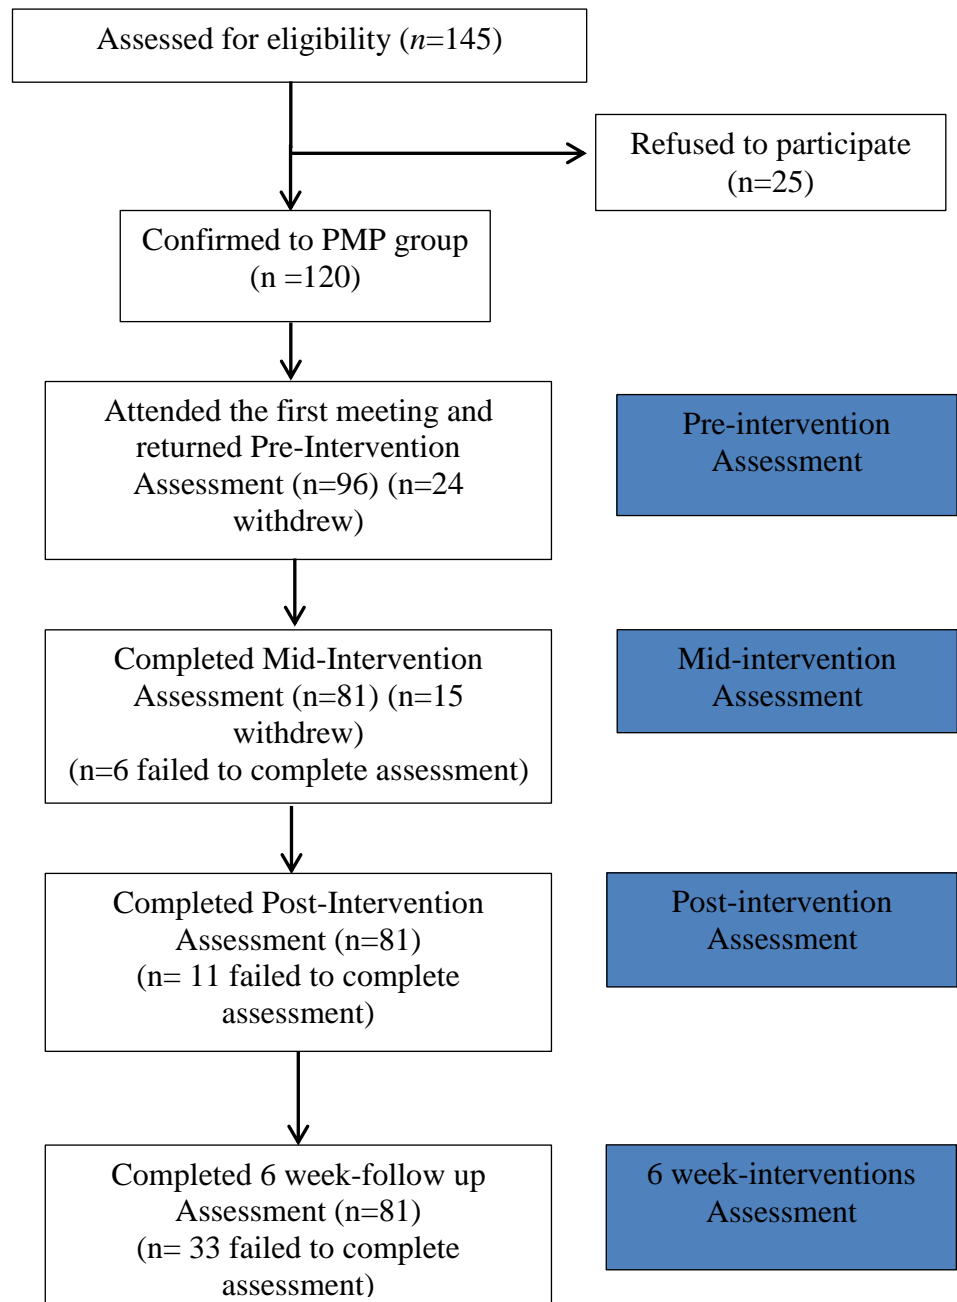 Assessed for eligibility (n=145)
Refused to participate
(n=25)
Confirmed to PMP group
(n =120)
Attended the first meeting and
returned Pre-Intervention
Assessment (n=96) (n=24
withdrew)
Pre-intervention
Assessment
Completed Mid-Intervention
Assessment (n=81) (n=15
withdrew)
(n=6 failed to complete assessment)
Mid-intervention
Assessment
Completed Post-Intervention
Assessment (n=81)
(n= 11 failed to complete
assessment)
Post-intervention
Assessment
Completed 6 week-follow up
Assessment (n=81)
(n= 33 failed to complete
assessment)
6 week-interventions
Assessment